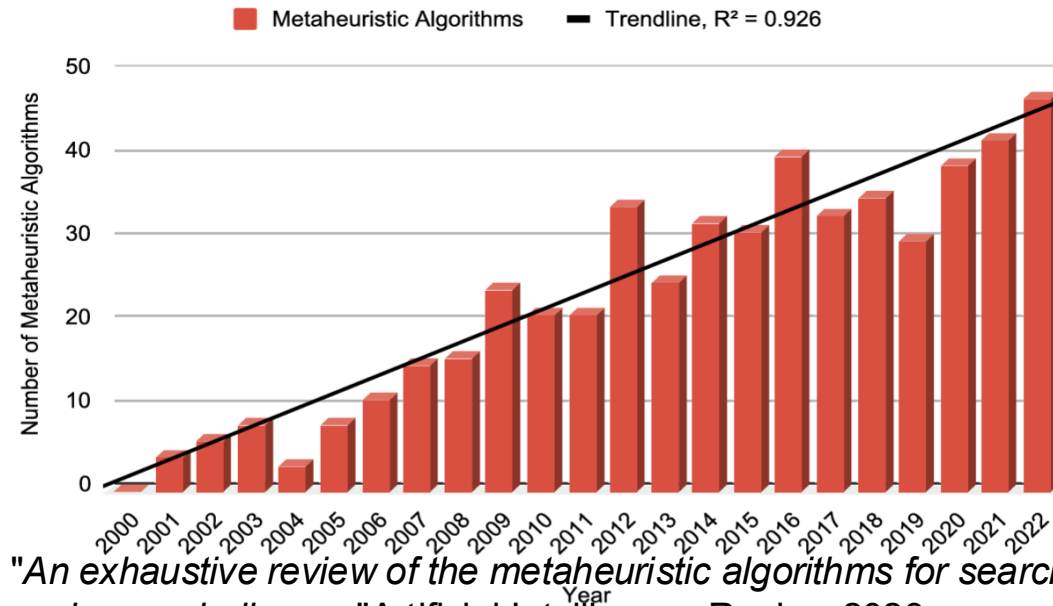 Metaheuristic Algorithms Trendline, R² = 0.926
Number of Metaheuristic Algorithms
50
40
30
20
10
0
2000 2001 2002 2003 2004 2005 2006 2007 2008 2009 2010 2011 2012 2013 2014 2015 2016 2017 2018 2019 2020 2021 2022
"An exhaustive review of the metaheuristic algorithms for search
Year